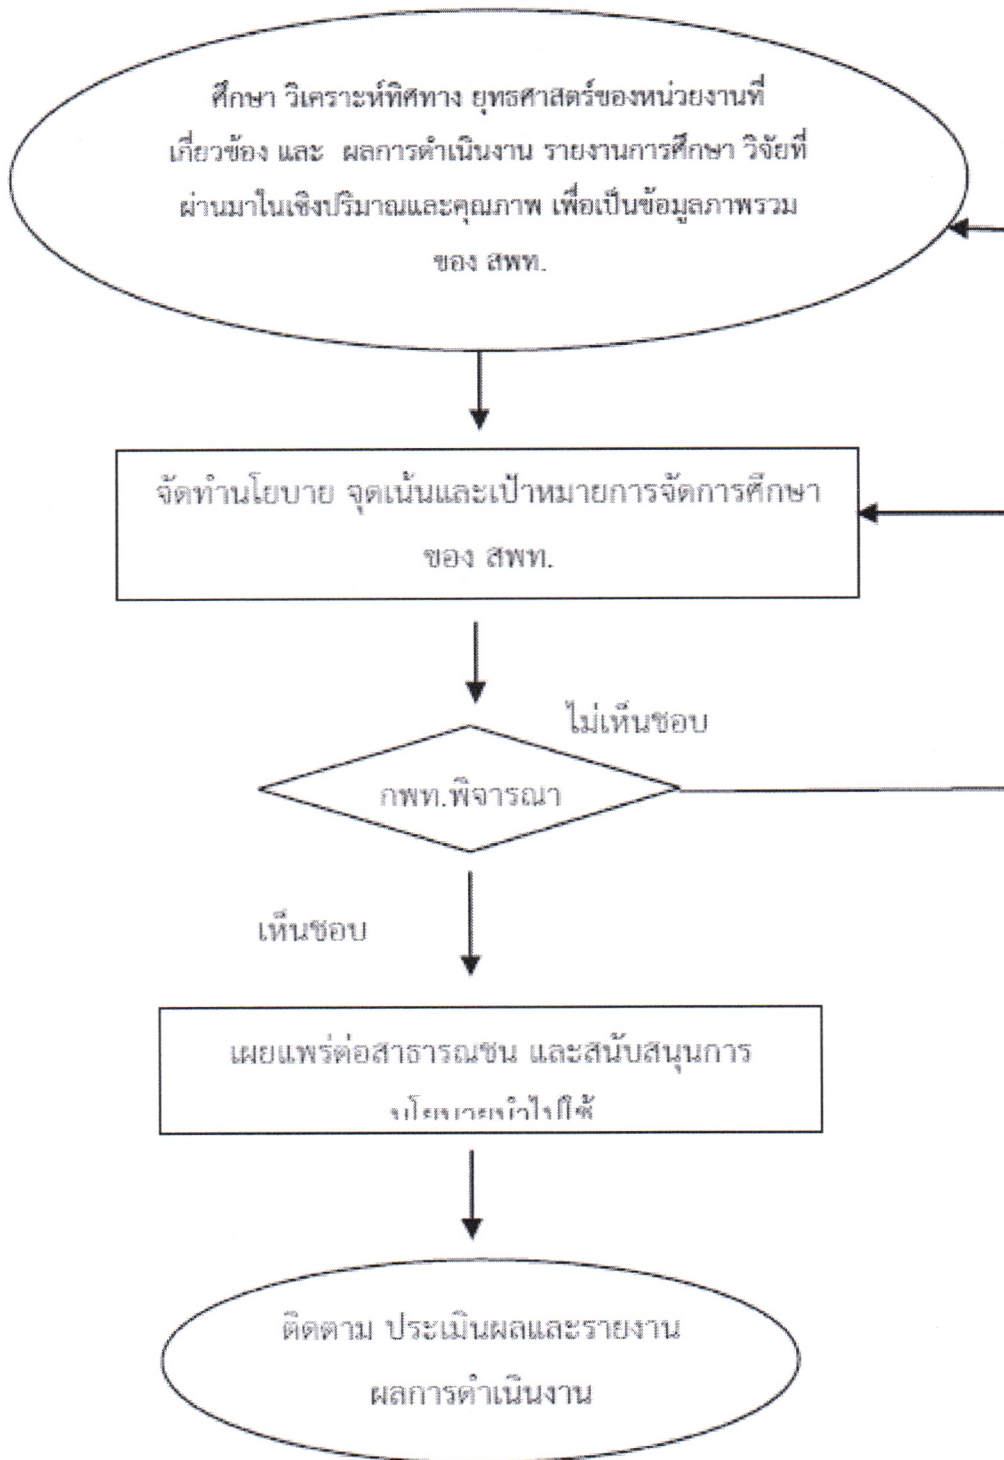 ศึกษา วิเคราะห์ทิศทาง ยุทธศาสตร์ของหน่วยงานที่
เกี่ยวข้อง และ ผลการดำเนินงาน รายงานการศึกษา วิจัยที่
ผ่านมาในเชิงปริมาณและคุณภาพ เพื่อเป็นข้อมูลภาพรวม
ของ สพท.
จัดทำนโยบาย จุดเน้นและเป้าหมายการจัดการศึกษา
ของ สพท.
ไม่เห็นชอบ
กพท.พิจารณา
เห็นชอบ
เผยแพร่ต่อสาธารณชน และสนับสนุนการ
นโยบายนำไปใช้
ติดตาม ประเมินผลและรายงาน
ผลการดำเนินงาน